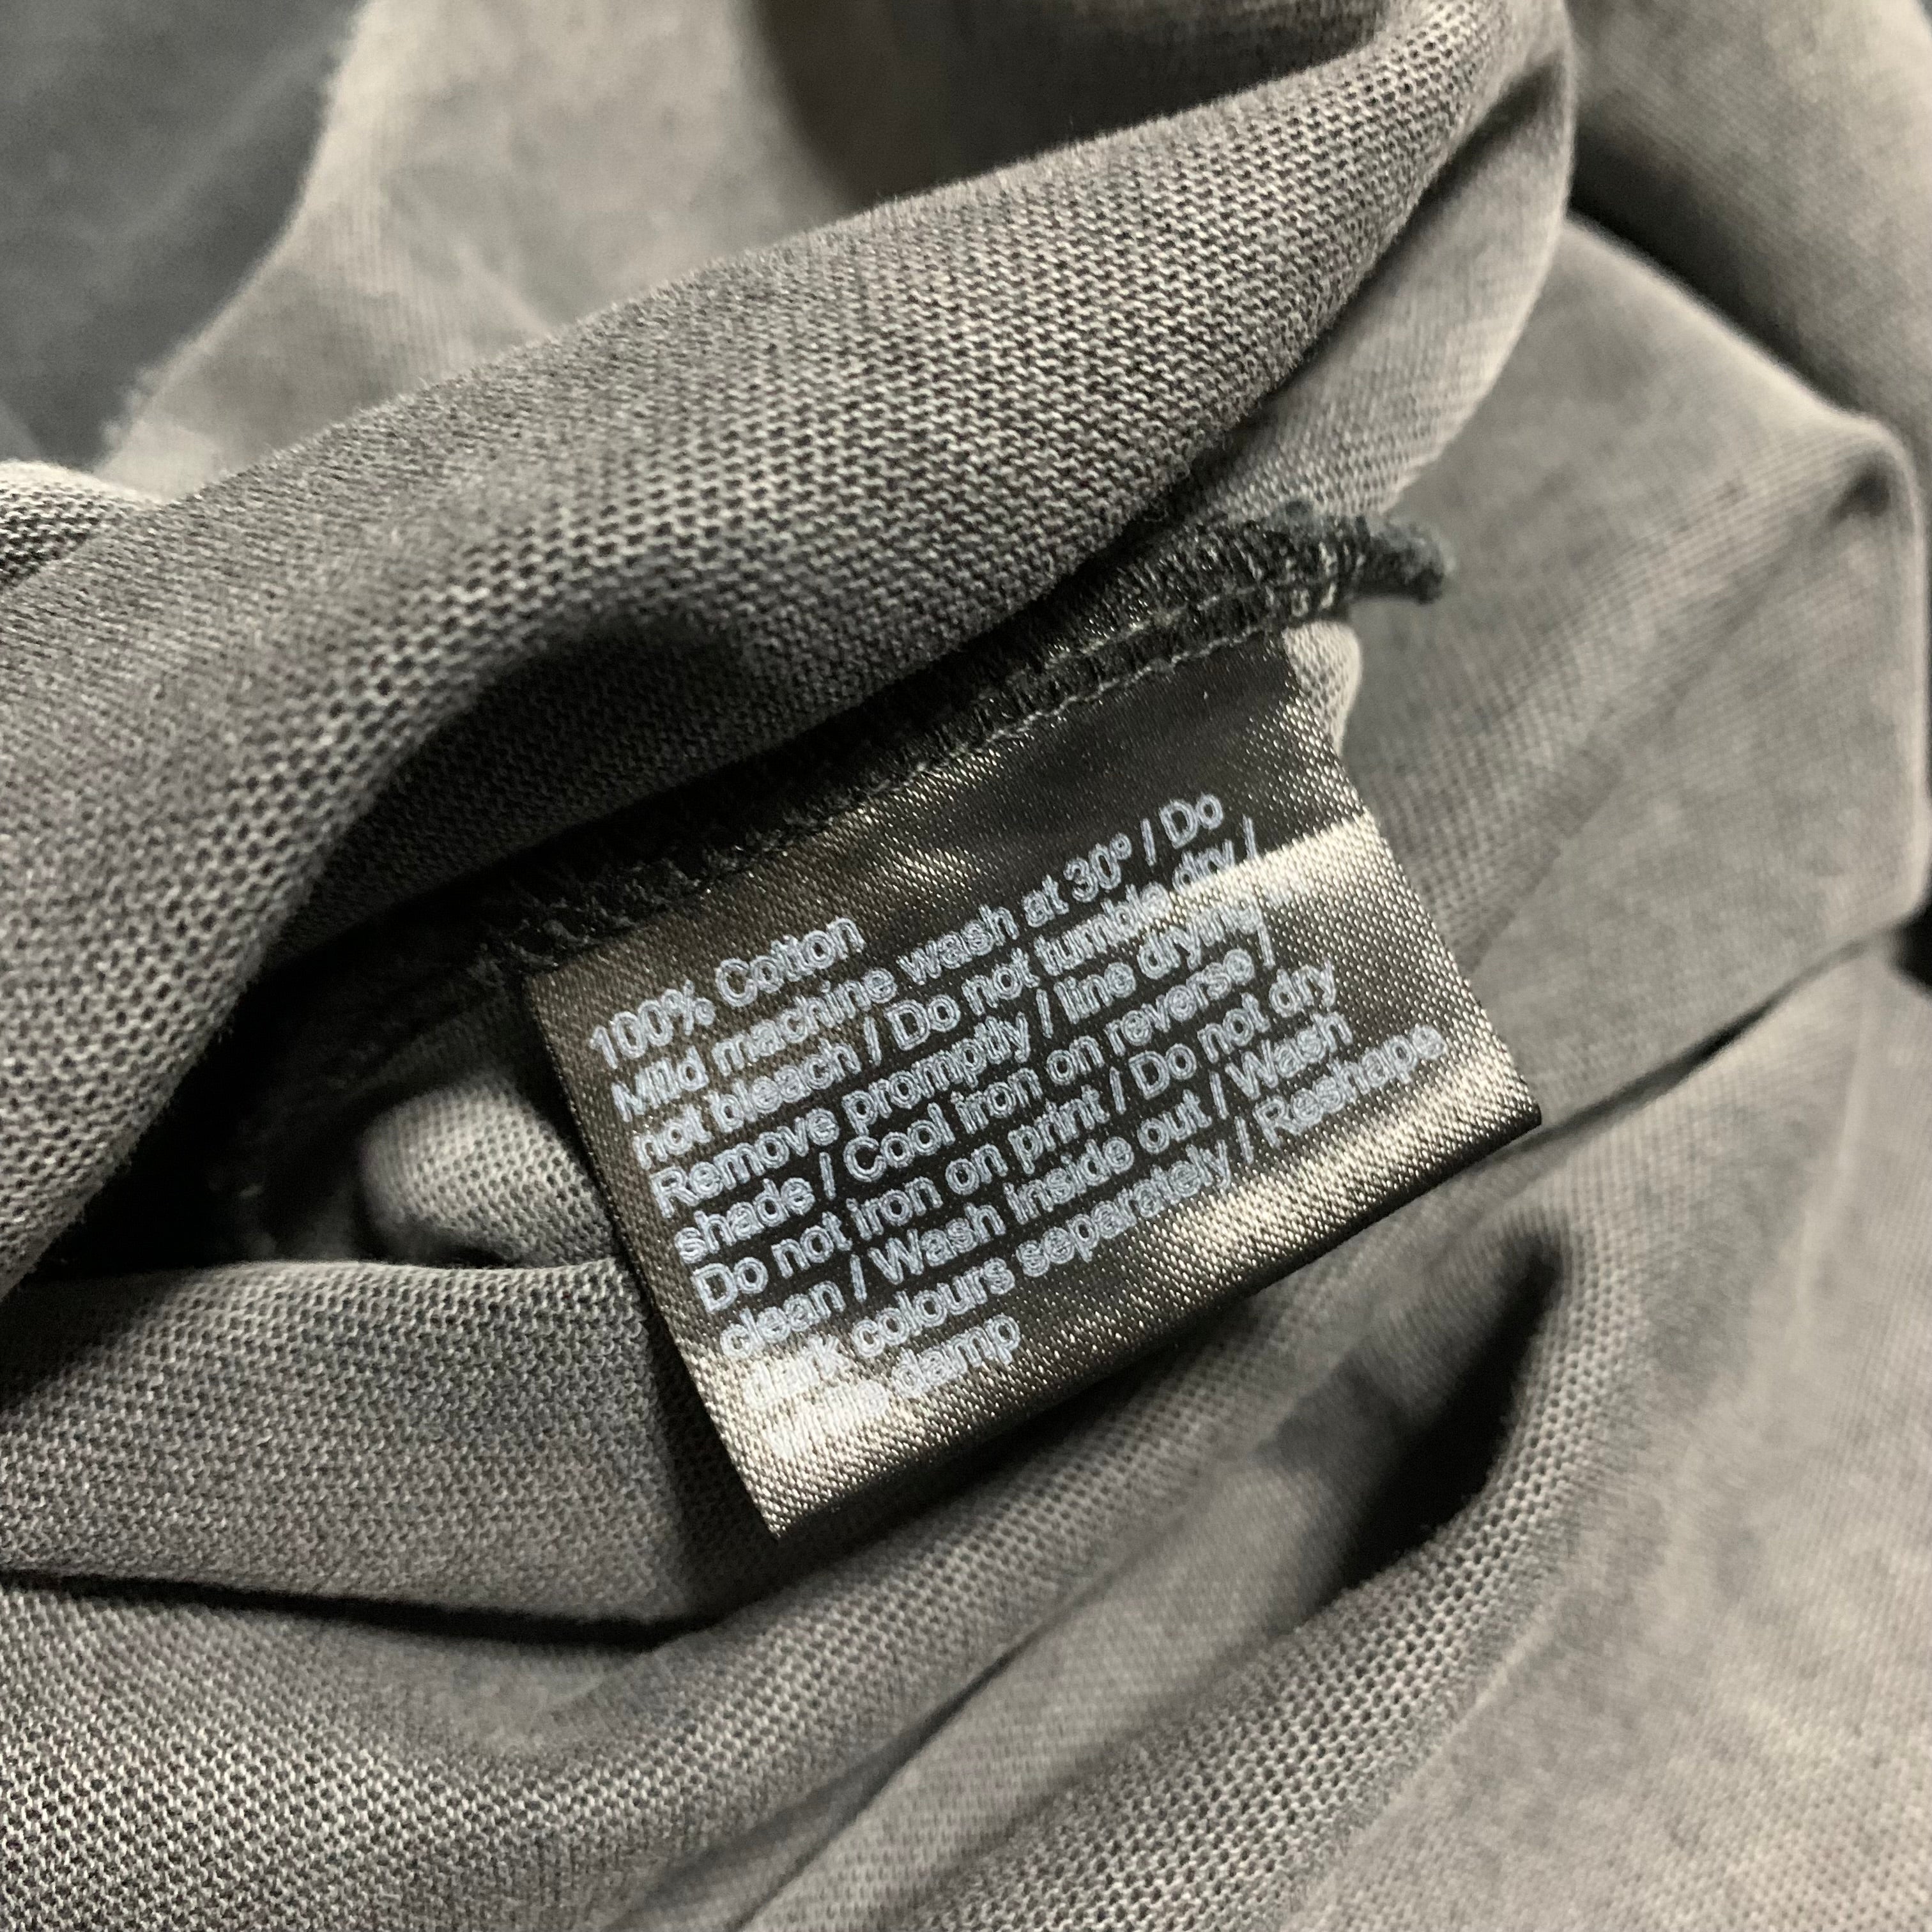 100% Cotton
Mild machine wash at 30° / Do
not bleach / Do not tumble dry /
Remove promptly / line drying in
shade / Cool iron on reverse /
Do not iron on print / Do not dry
clean / Wash inside out / Wash
dark colours separately / Reshape
while damp